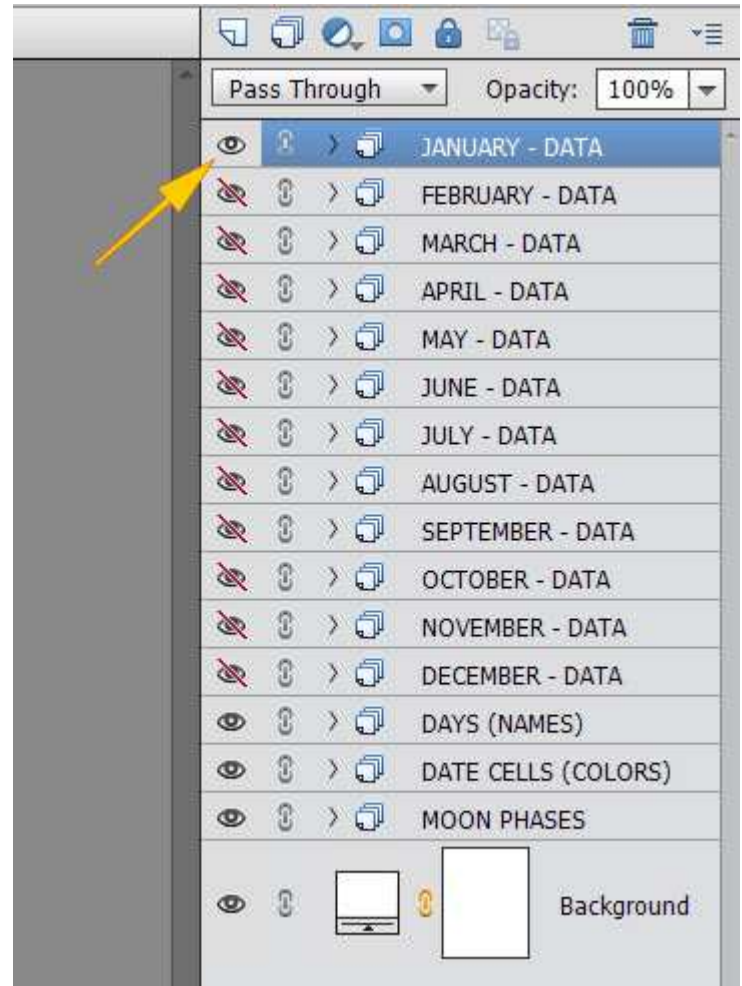 Pass Through Opacity: 100%
JANUARY - DATA
FEBRUARY - DATA
MARCH - DATA
APRIL - DATA
MAY - DATA
JUNE - DATA
JULY - DATA
AUGUST - DATA
SEPTEMBER - DATA
OCTOBER - DATA
NOVEMBER - DATA
DECEMBER - DATA
DAYS (NAMES)
DATE CELLS (COLORS)
MOON PHASES
Background